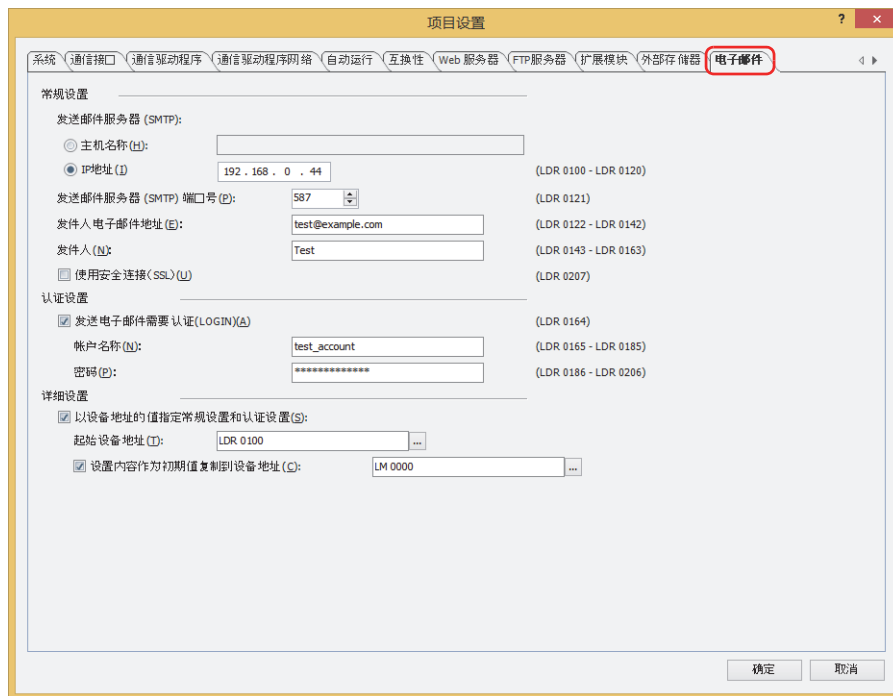 项目设置
? ×
系统 通信接口 通信驱动程序 通信驱动程序网络 自动运行 互换性 Web 服务器 FTP服务器 扩展模块 外部存储器 电子邮件
常规设置
发送邮件服务器 (SMTP):
主机名称(H):
IP地址(I) 192 . 168 . 0 . 44 (LDR 0100 - LDR 0120)
发送邮件服务器 (SMTP) 端口号(P): 587 (LDR 0121)
发件人电子邮件地址(E): test@example.com (LDR 0122 - LDR 0142)
发件人(N): Test (LDR 0143 - LDR 0163)
使用安全连接(SSL)(U) (LDR 0207)
认证设置
发送电子邮件需要认证(LOGIN)(A) (LDR 0164)
帐户名称(N): test_account (LDR 0165 - LDR 0185)
密码(P): ************* (LDR 0186 - LDR 0206)
详细设置
以设备地址的值指定常规设置和认证设置(S):
起始设备地址(T): LDR 0100 ...
设置内容作为初期值复制到设备地址(C): LM 0000 ...
确定 取消